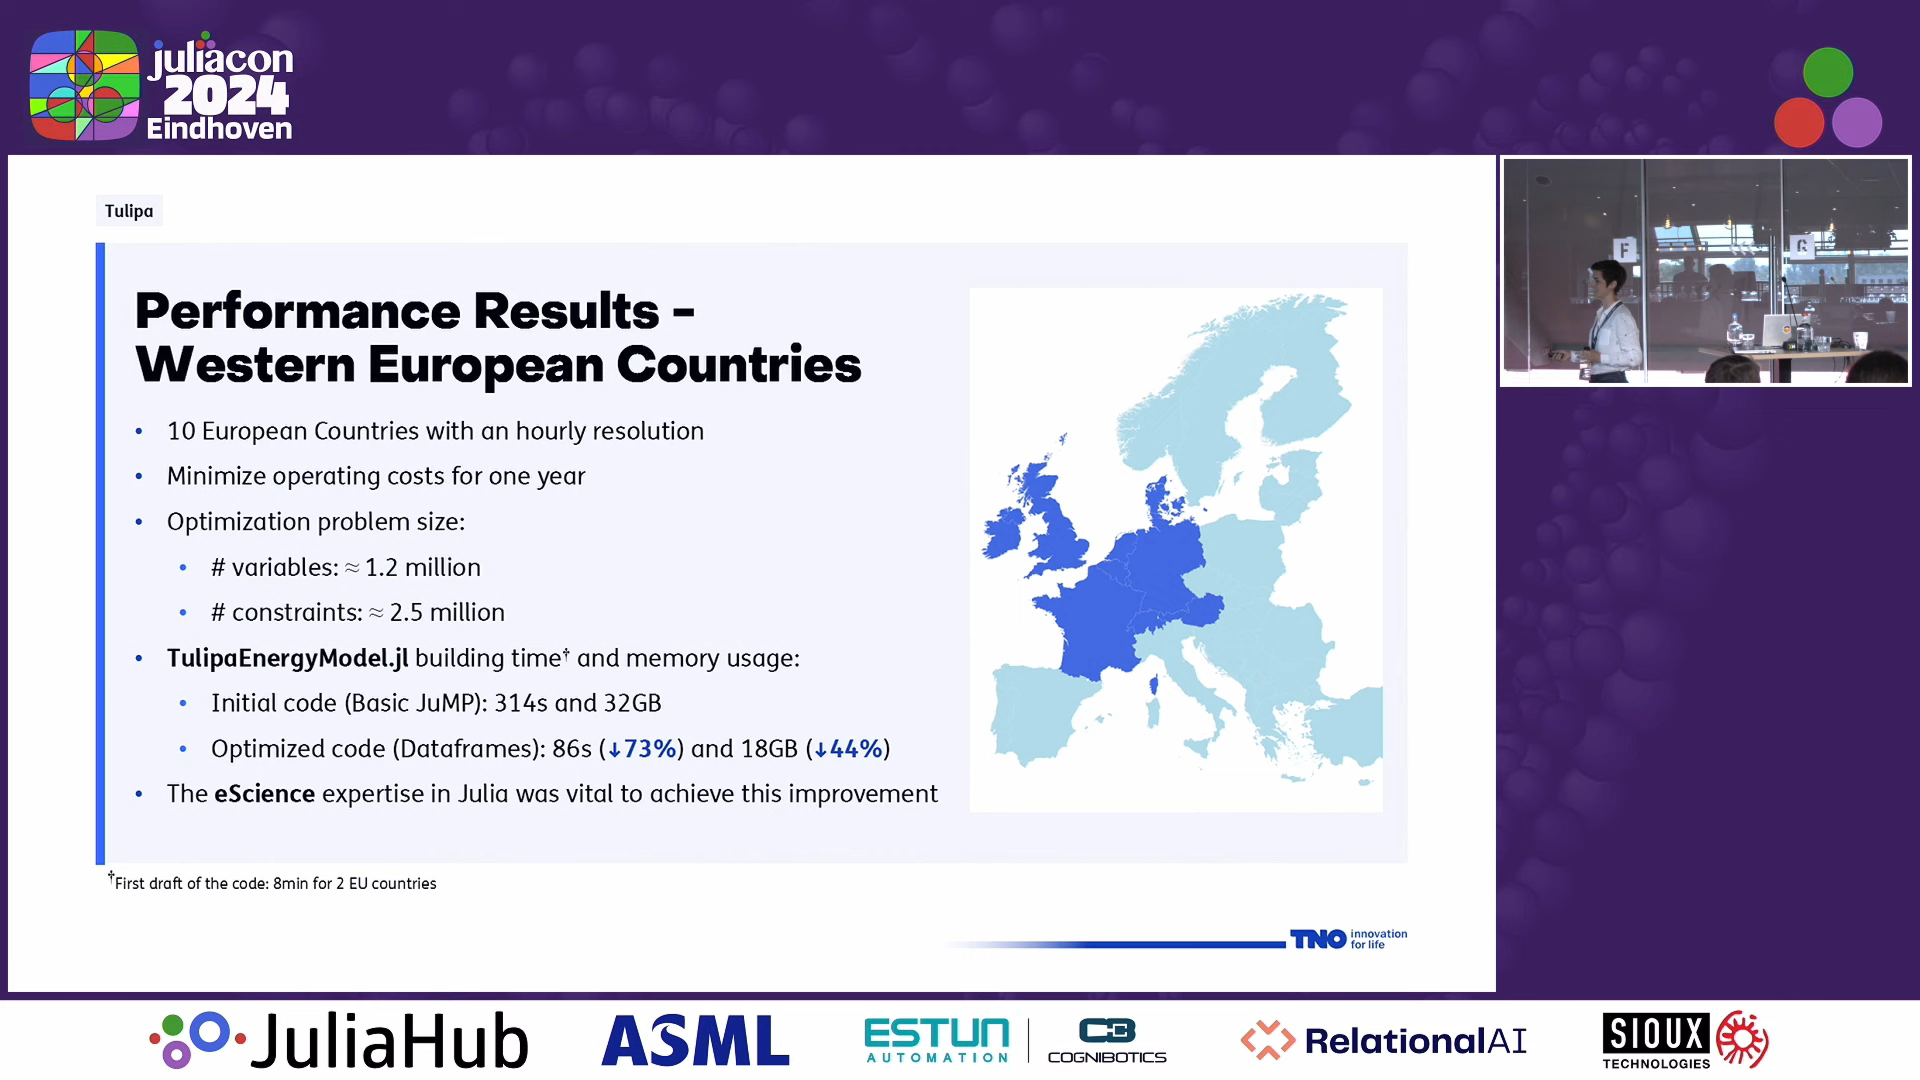 juliacon
2024
Eindhoven
Tulipa
Performance Results –
Western European Countries
• 10 European Countries with an hourly resolution
• Minimize operating costs for one year
• Optimization problem size:
• # variables: ≈ 1.2 million
• # constraints: ≈ 2.5 million
• TulipaEnergyModel.jl building time† and memory usage:
• Initial code (Basic JuMP): 314s and 32GB
• Optimized code (Dataframes): 86s (↓73%) and 18GB (↓44%)
• The eScience expertise in Julia was vital to achieve this improvement
†First draft of the code: 8min for 2 EU countries
TNO innovation
for life
F
G
JuliaHub
ASML
ESTUN
AUTOMATION
COGNIBOTICS
RelationalAI
SIOUX
TECHNOLOGIES